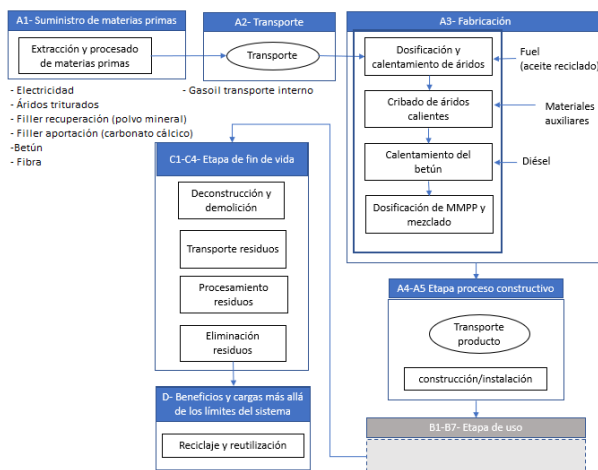 A1- Suministro de materias primas
Extracción y procesado
de materias primas
- Electricidad
- Áridos triturados
- Filler recuperación (polvo mineral)
- Filler aportación (carbonato cálcico)
-Betún
- Fibra
A2- Transporte
Transporte
- Gasoil transporte interno
A3- Fabricación
Dosificación y
calentamiento de áridos
Fuel
(aceite reciclado)
Cribado de áridos
calientes
Materiales
auxiliares
Calentamiento del
betún
Diésel
Dosificación de MMPP y
mezclado
A4-A5 Etapa proceso constructivo
Transporte
producto
construcción/instalación
B1-B7- Etapa de uso
C1-C4- Etapa de fin de vida
Deconstrucción y
demolición
Transporte residuos
Procesamiento
residuos
Eliminación
residuos
D- Beneficios y cargas más allá
de los límites del sistema
Reciclaje y reutilización